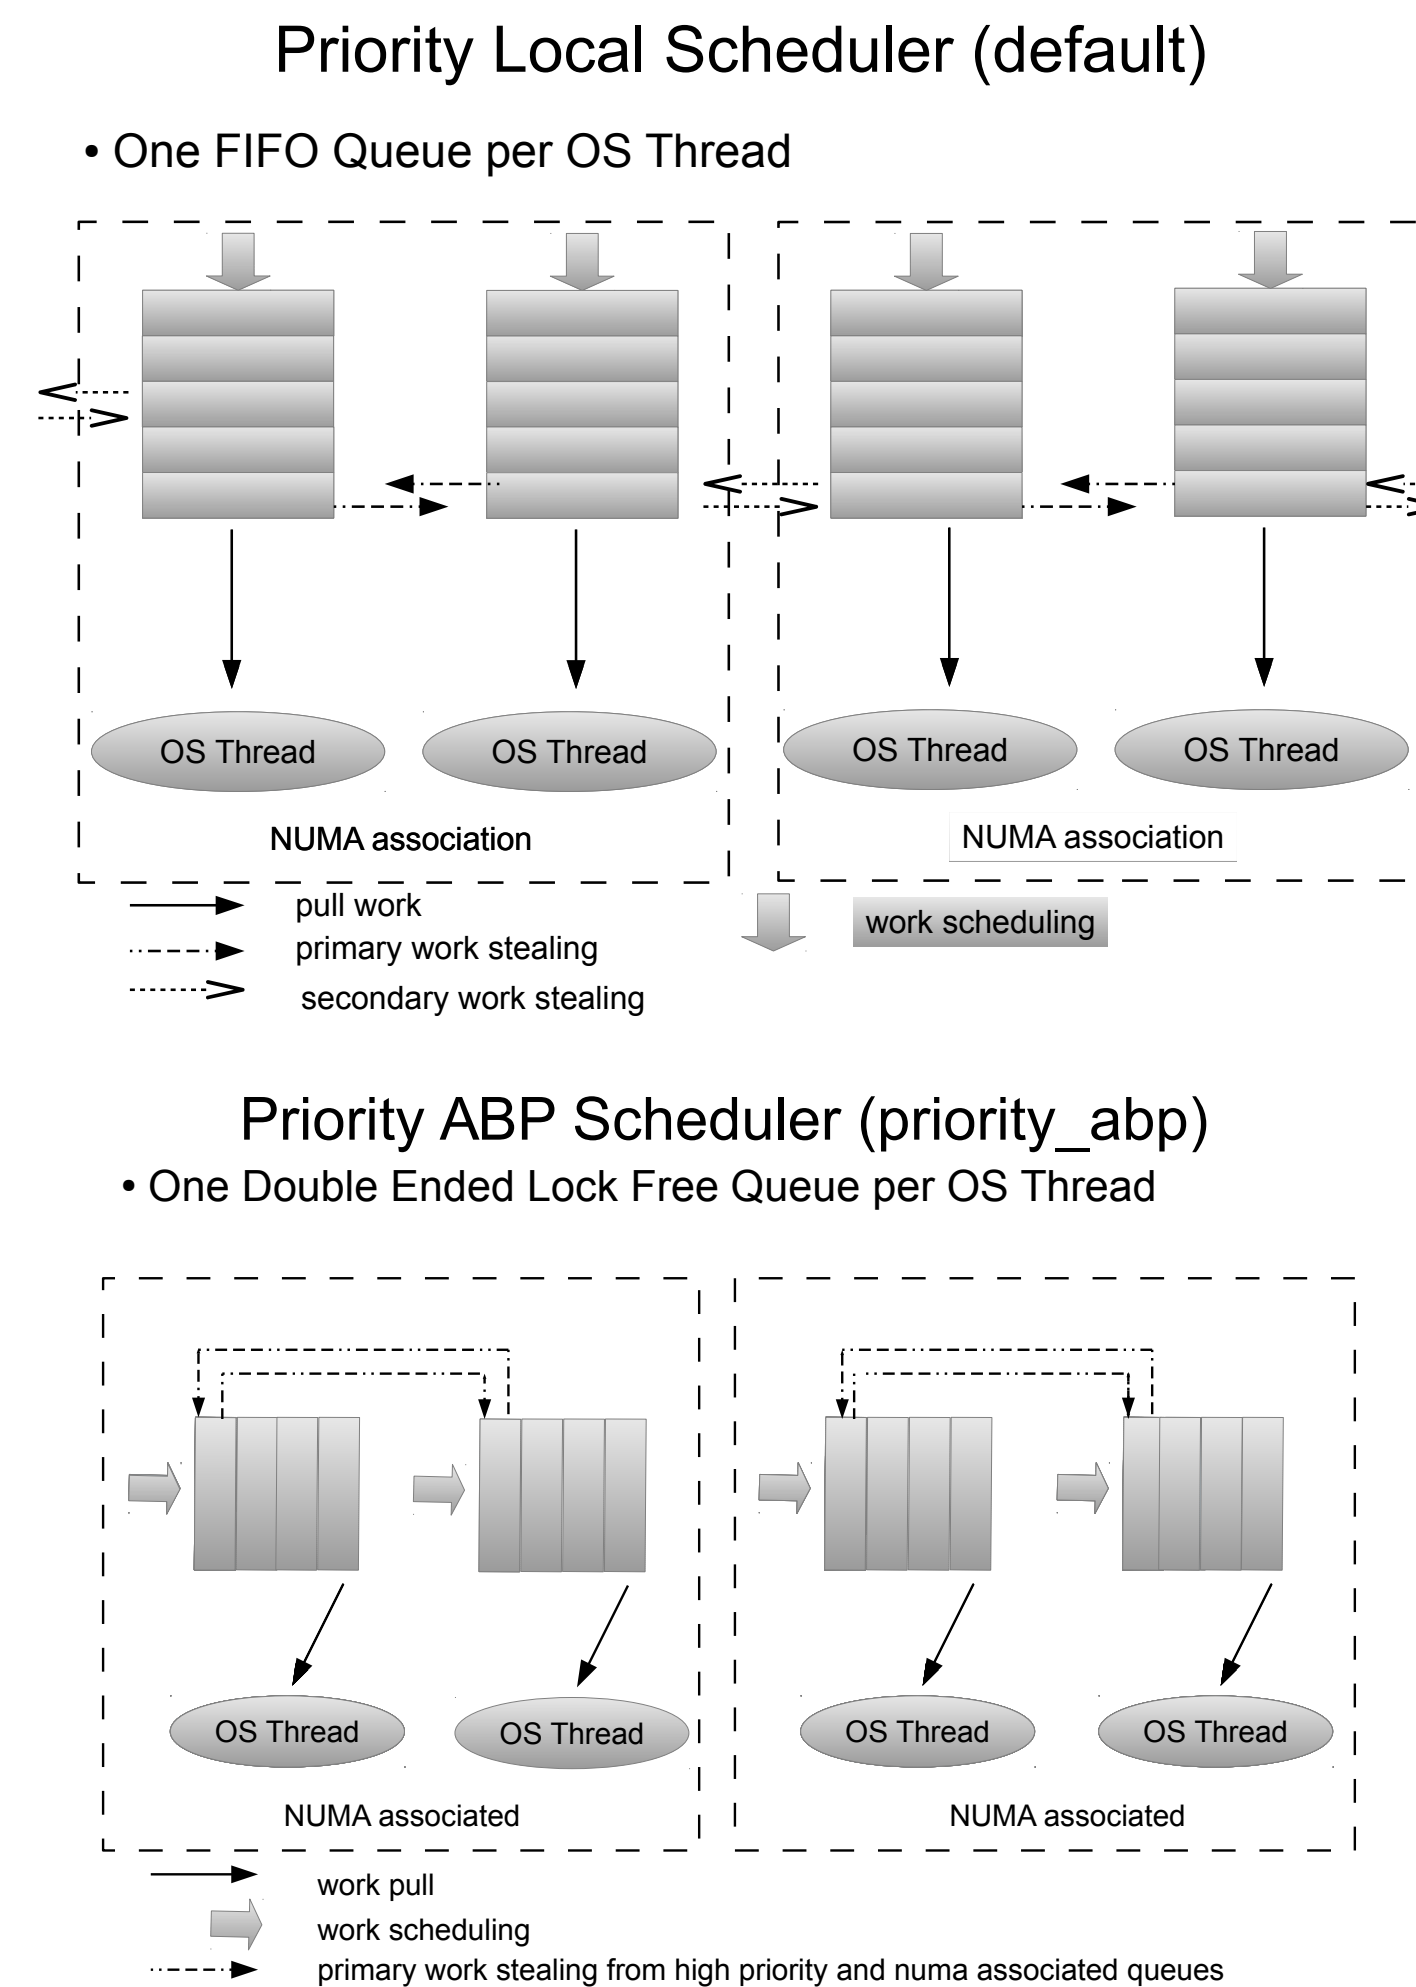 Priority Local Scheduler (default)
• One FIFO Queue per OS Thread
OS Thread
OS Thread
OS Thread
OS Thread
NUMA association
NUMA association
pull work
work scheduling
primary work stealing
secondary work stealing
Priority ABP Scheduler (priority_abp)
• One Double Ended Lock Free Queue per OS Thread
OS Thread
OS Thread
OS Thread
OS Thread
NUMA associated
NUMA associated
work pull
work scheduling
primary work stealing from high priority and numa associated queues